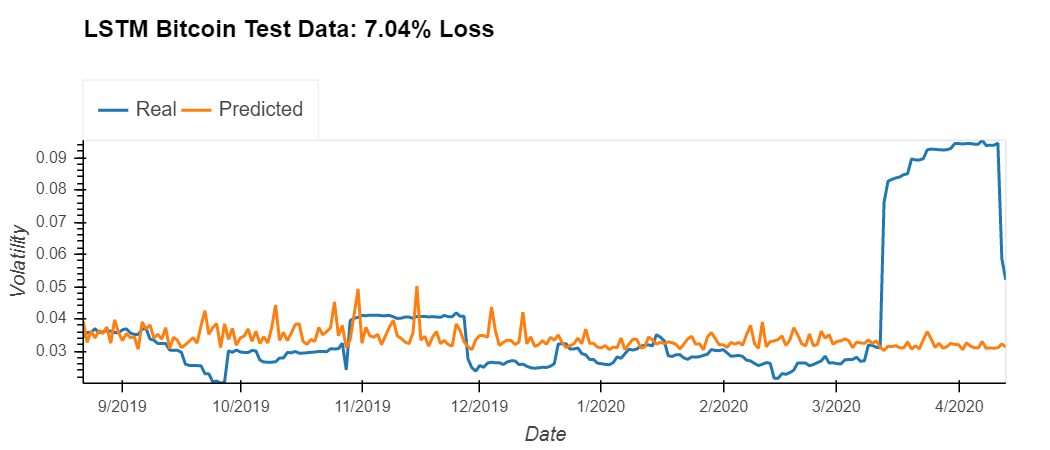 LSTM Bitcoin Test Data: 7.04% Loss
Real Predicted
0.09
0.08
0.07
0.06
0.05
0.04
0.03
Volatility
9/2019 10/2019 11/2019 12/2019 1/2020 2/2020 3/2020 4/2020
Date